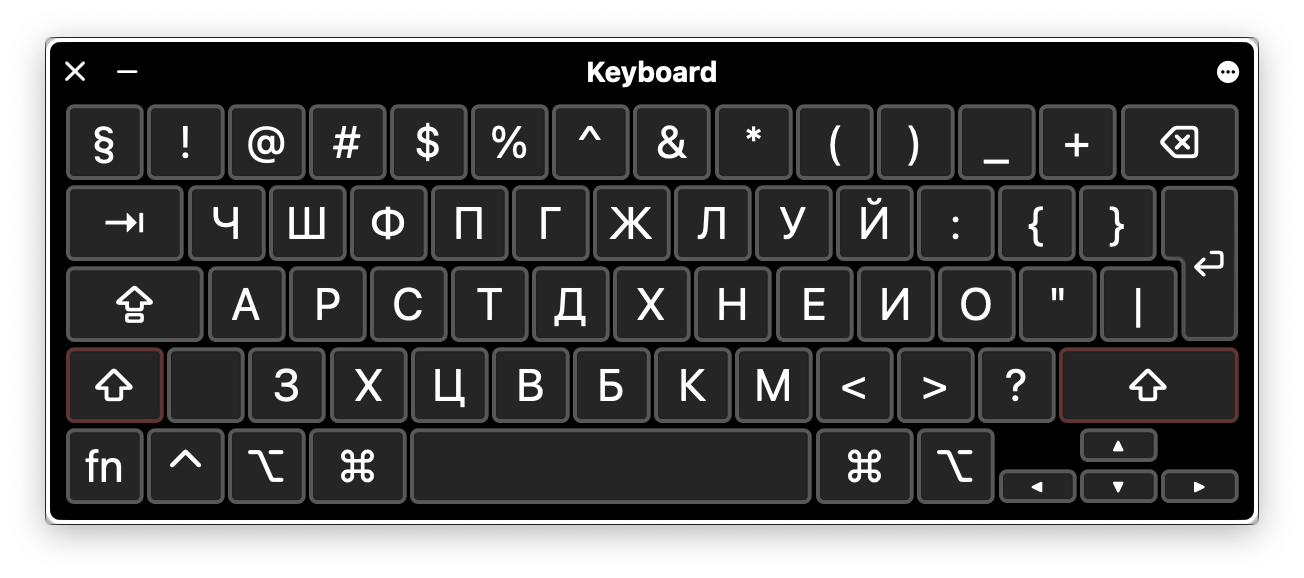 Keyboard
§ ! @ # $ % ^ & * ( ) _ +
Ч Ш Ф П Г Ж Л У Й : { }
А Р С Т Д Х Н Е И О " |
З Х Ц В Б К М < > ?
fn ^ ⌥ ⌘ ⌘ ⌥